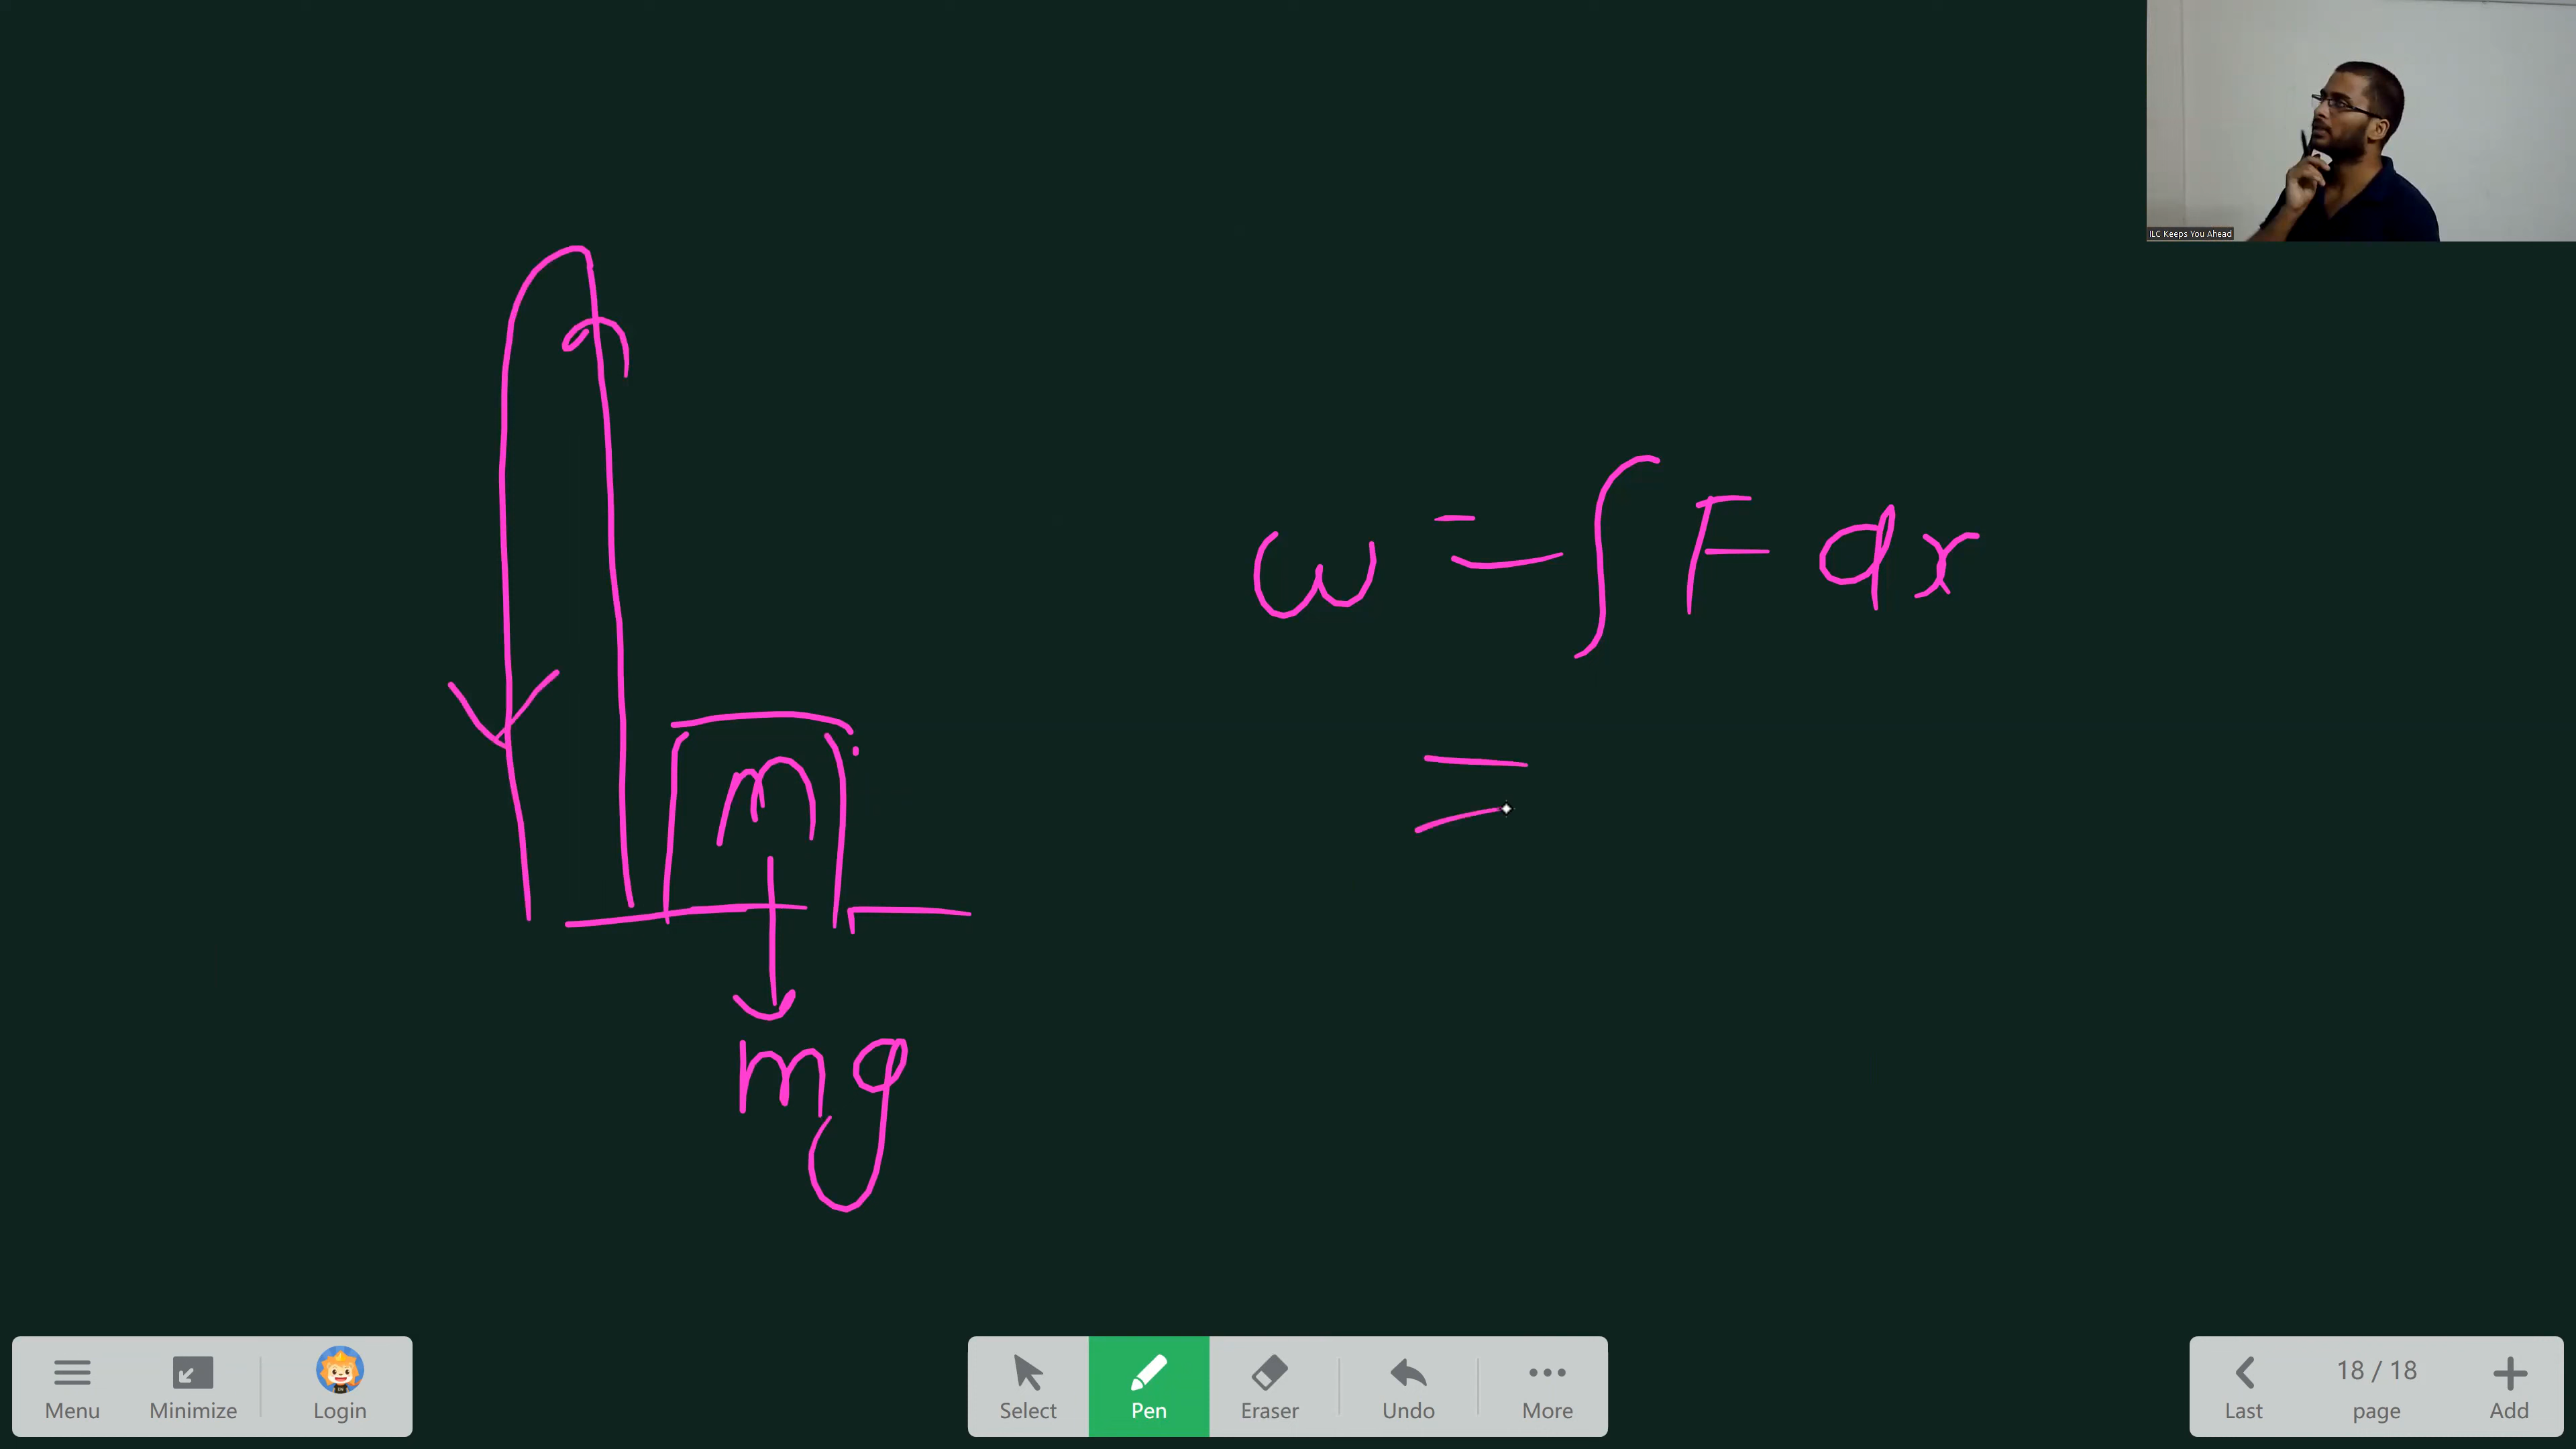 ILC Keeps You Ahead
w = ∫ F dx
=
m
mg
Menu
Minimize
Login
Select
Pen
Eraser
Undo
More
Last
18 / 18
page
Add